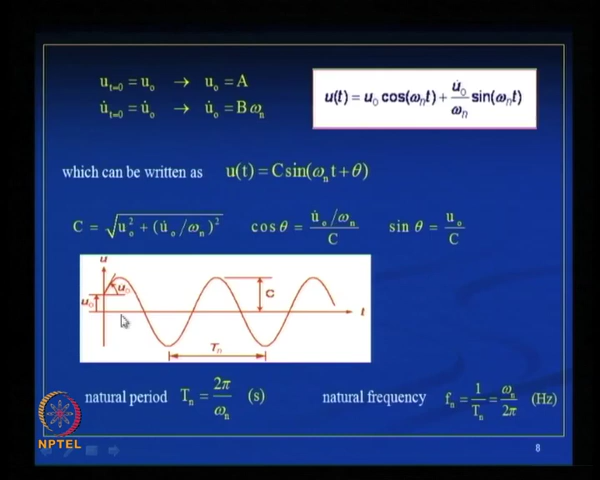 u_{t=0} = u_o → u_o = A
u̇_{t=0} = u̇_o → u̇_o = Bω_n
u(t) = u_o cos(ω_n t) + u̇_o/ω_n sin(ω_n t)
which can be written as u(t) = C sin(ω_n t + θ)
C = √(u_o² + (u̇_o/ω_n)²) cos θ = (u̇_o/ω_n)/C sin θ = u_o/C
u
u̇_o
u_o
C
t
T_n
natural period T_n = 2π/ω_n (s) natural frequency f_n = 1/T_n = ω_n/2π (Hz)
NPTEL
8